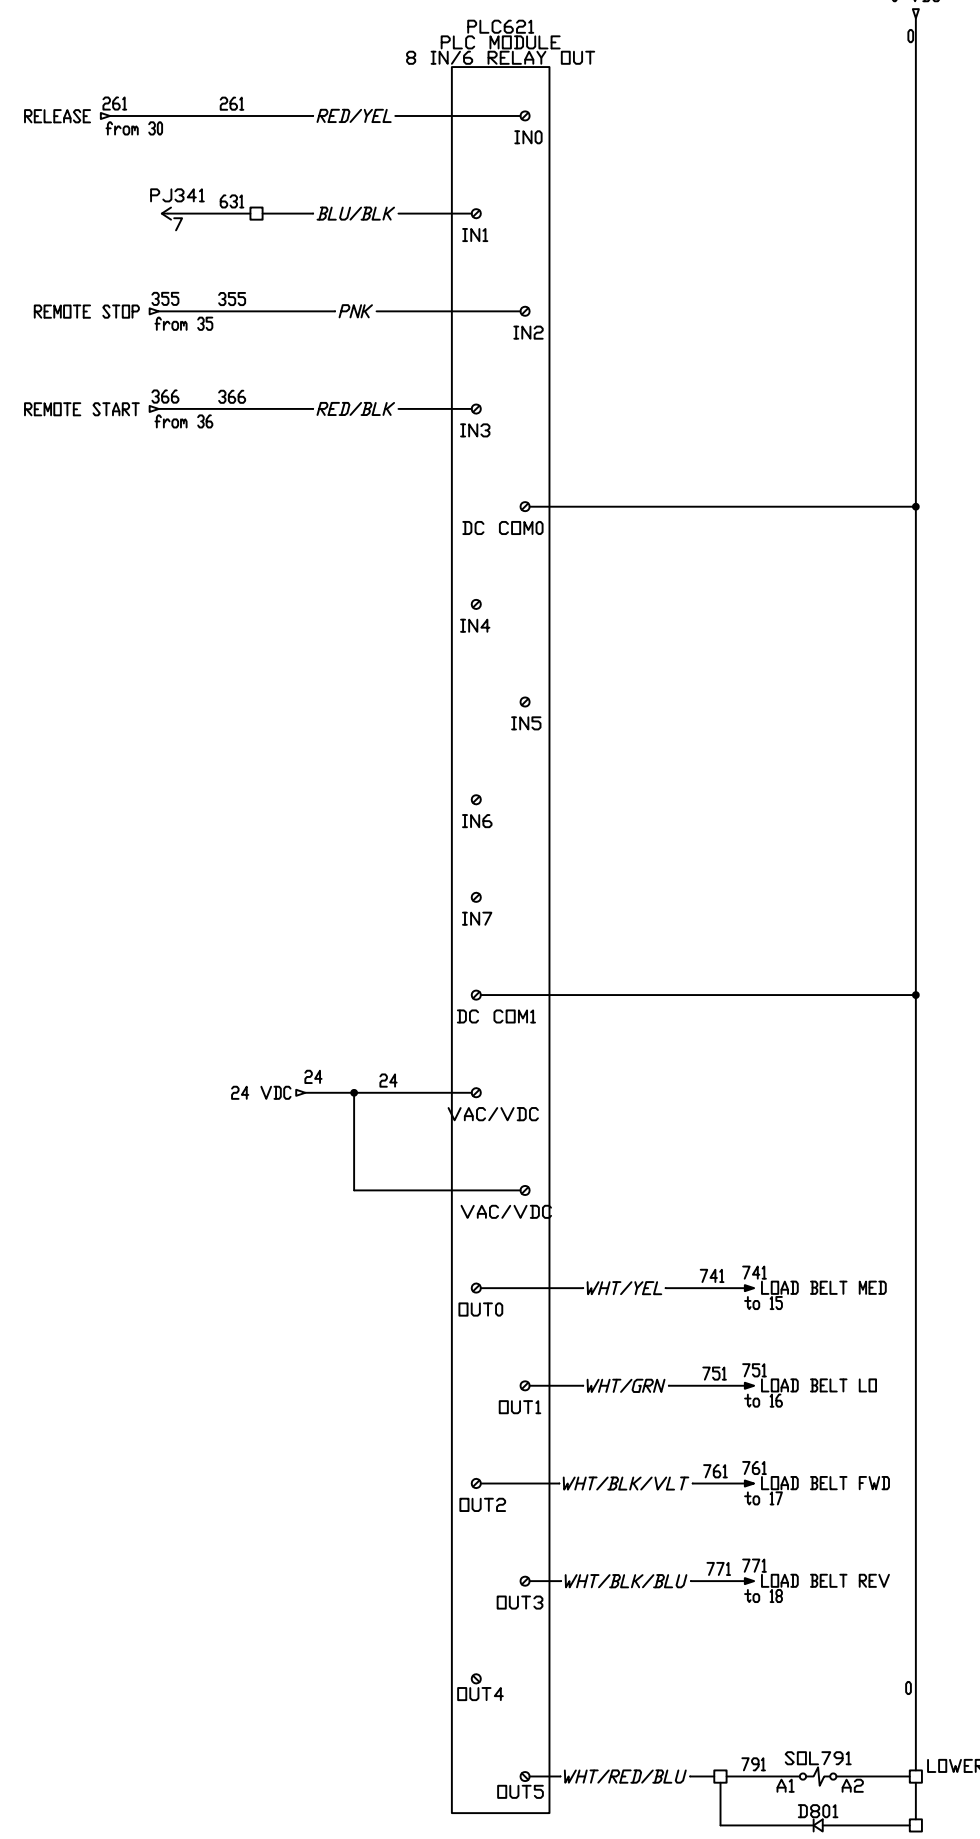 PLC621
PLC MODULE
8 IN/6 RELAY OUT
0
RELEASE 261 261 RED/YEL
from 30
IN0
PJ341 631 BLU/BLK
7
IN1
REMOTE STOP 355 355 PNK
from 35
IN2
REMOTE START 366 366 RED/BLK
from 36
IN3
DC COM0
IN4
IN5
IN6
IN7
DC COM1
24 VDC 24 24
VAC/VDC
VAC/VDC
WHT/YEL 741 741 LOAD BELT MED
to 15
OUT0
WHT/GRN 751 751 LOAD BELT LO
to 16
OUT1
WHT/BLK/VLT 761 761 LOAD BELT FWD
to 17
OUT2
WHT/BLK/BLU 771 771 LOAD BELT REV
to 18
OUT3
OUT4
0
WHT/RED/BLU 791 SOL791 LOWER
A1 A2
OUT5
D801